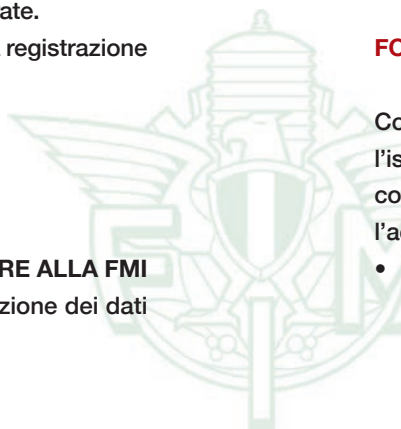 ate.
registrazione
RE ALLA FMI
zione dei dati
FO
Co
l'is
co
l'a
•
F M